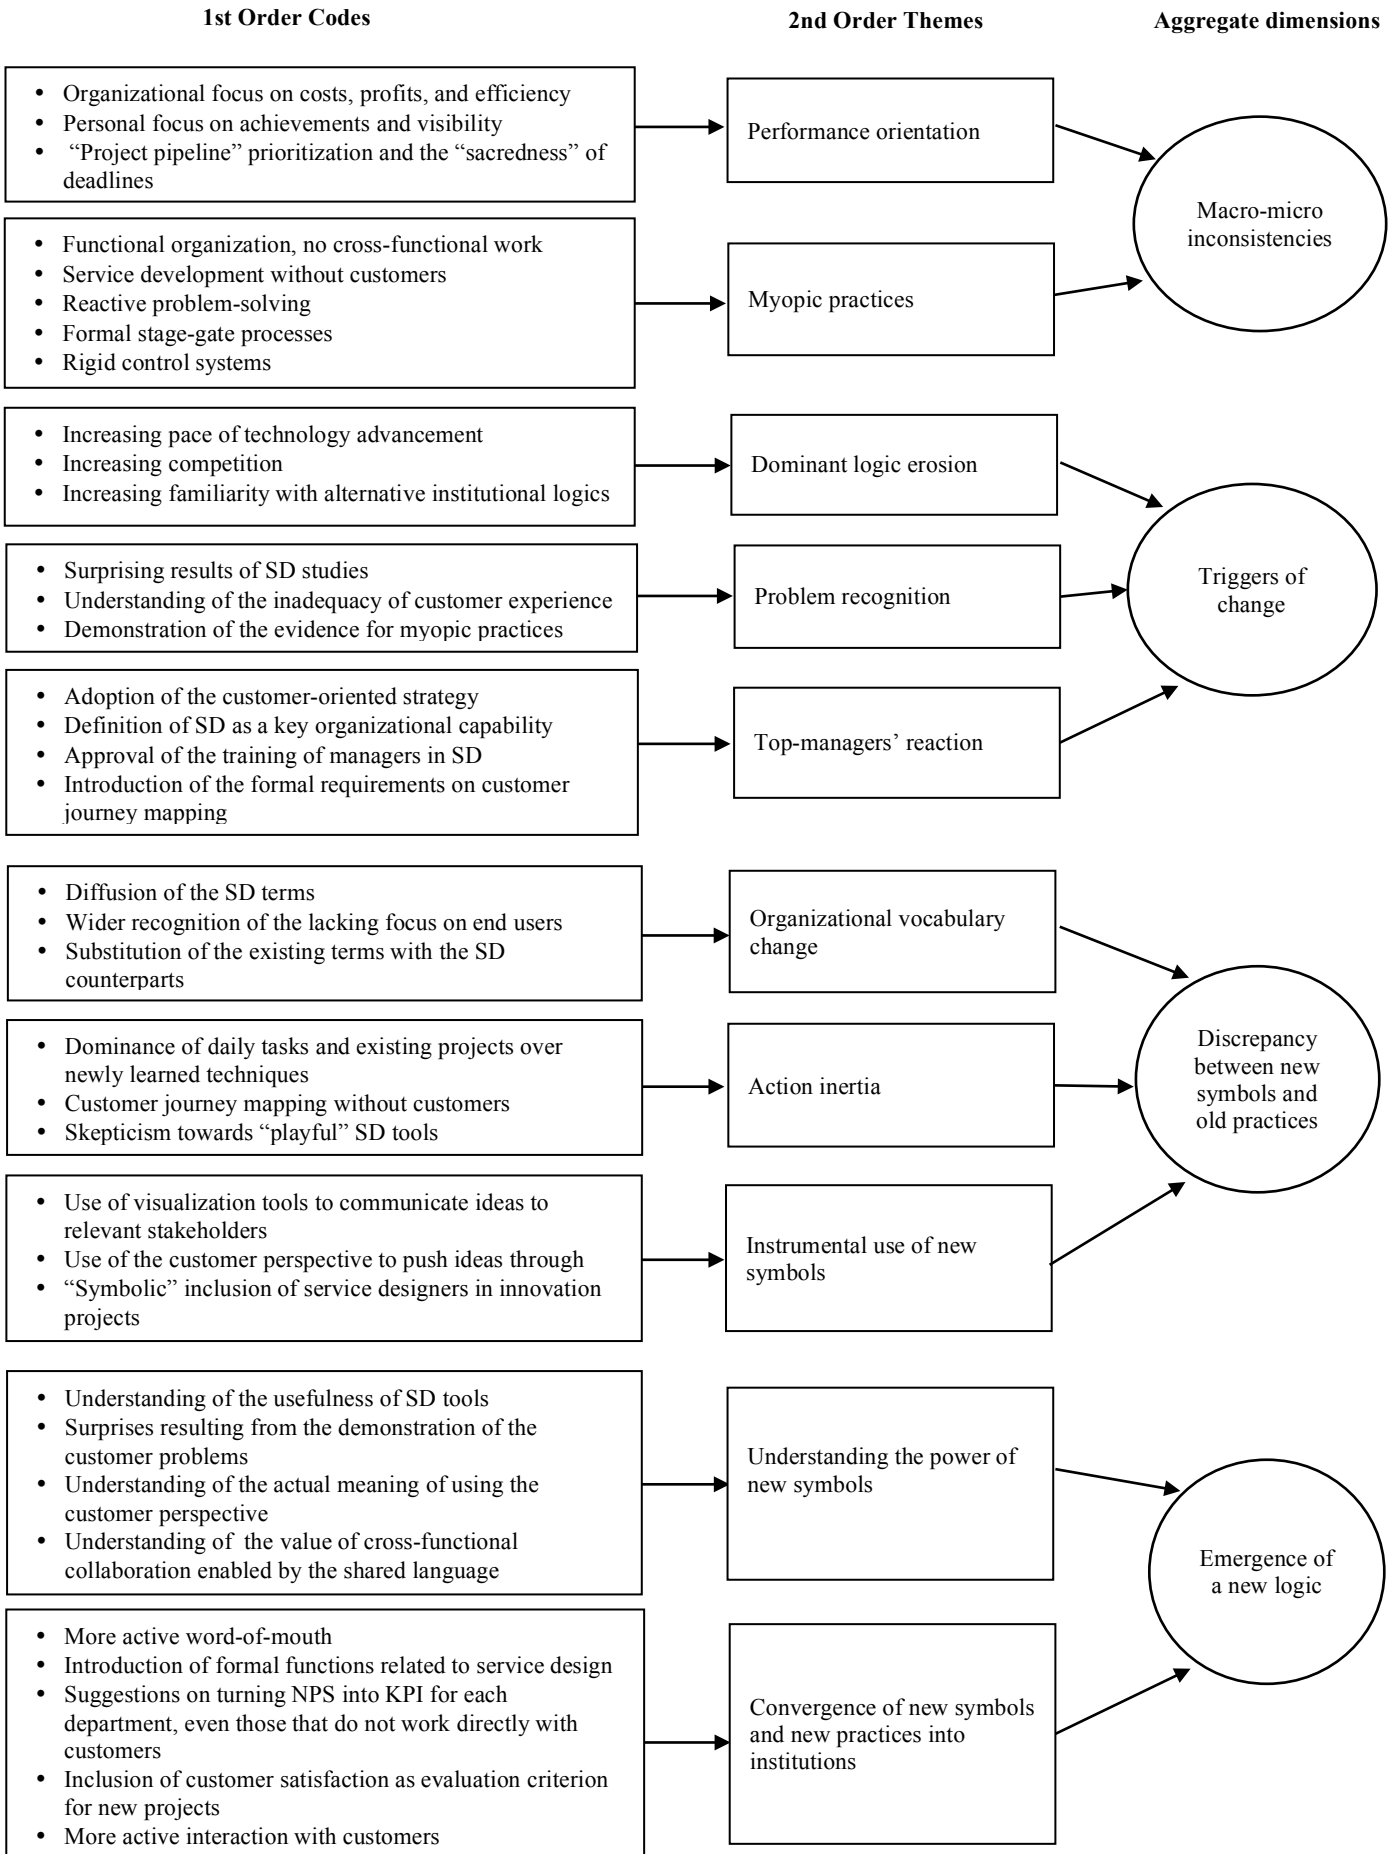 1st Order Codes
2nd Order Themes
Aggregate dimensions
• Organizational focus on costs, profits, and efficiency
• Personal focus on achievements and visibility
• “Project pipeline” prioritization and the “sacredness” of
deadlines
Performance orientation
• Functional organization, no cross-functional work
• Service development without customers
• Reactive problem-solving
• Formal stage-gate processes
• Rigid control systems
Myopic practices
Macro-micro
inconsistencies
• Increasing pace of technology advancement
• Increasing competition
• Increasing familiarity with alternative institutional logics
Dominant logic erosion
• Surprising results of SD studies
• Understanding of the inadequacy of customer experience
• Demonstration of the evidence for myopic practices
Problem recognition
• Adoption of the customer-oriented strategy
• Definition of SD as a key organizational capability
• Approval of the training of managers in SD
• Introduction of the formal requirements on customer
journey mapping
Top-managers’ reaction
Triggers of
change
• Diffusion of the SD terms
• Wider recognition of the lacking focus on end users
• Substitution of the existing terms with the SD
counterparts
Organizational vocabulary
change
• Dominance of daily tasks and existing projects over
newly learned techniques
• Customer journey mapping without customers
• Skepticism towards “playful” SD tools
Action inertia
• Use of visualization tools to communicate ideas to
relevant stakeholders
• Use of the customer perspective to push ideas through
• “Symbolic” inclusion of service designers in innovation
projects
Instrumental use of new
symbols
Discrepancy
between new
symbols and
old practices
• Understanding of the usefulness of SD tools
• Surprises resulting from the demonstration of the
customer problems
• Understanding of the actual meaning of using the
customer perspective
• Understanding of the value of cross-functional
collaboration enabled by the shared language
Understanding the power of
new symbols
• More active word-of-mouth
• Introduction of formal functions related to service design
• Suggestions on turning NPS into KPI for each
department, even those that do not work directly with
customers
• Inclusion of customer satisfaction as evaluation criterion
for new projects
• More active interaction with customers
Convergence of new symbols
and new practices into
institutions
Emergence of
a new logic